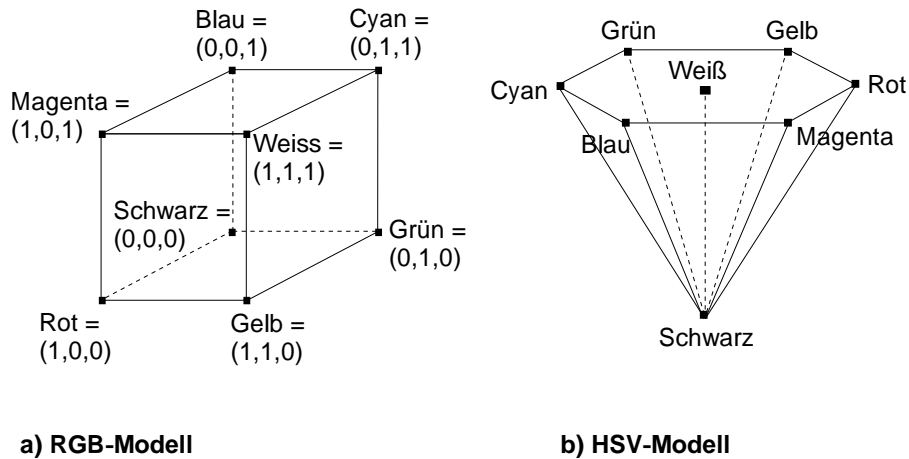 Blau =
(0,0,1)
Cyan =
(0,1,1)
Magenta =
(1,0,1)
Weiss =
(1,1,1)
Schwarz =
(0,0,0)
Grün =
(0,1,0)
Rot =
(1,0,0)
Gelb =
(1,1,0)
a) RGB-Modell
Grün
Gelb
Weiß
Cyan
Rot
Blau
Magenta
Schwarz
b) HSV-Modell